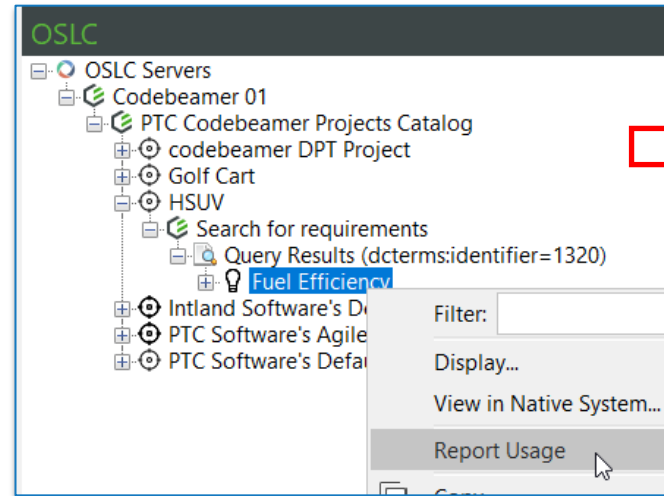 OSLC
OSLC Servers
Codebeamer 01
PTC Codebeamer Projects Catalog
codebeamer DPT Project
Golf Cart
HSUV
Search for requirements
Query Results (dcterms:identifier=1320)
Fuel Efficiency
Intland Software's
PTC Software's Agile
PTC Software's
Filter:
Display...
View in Native System...
Report Usage